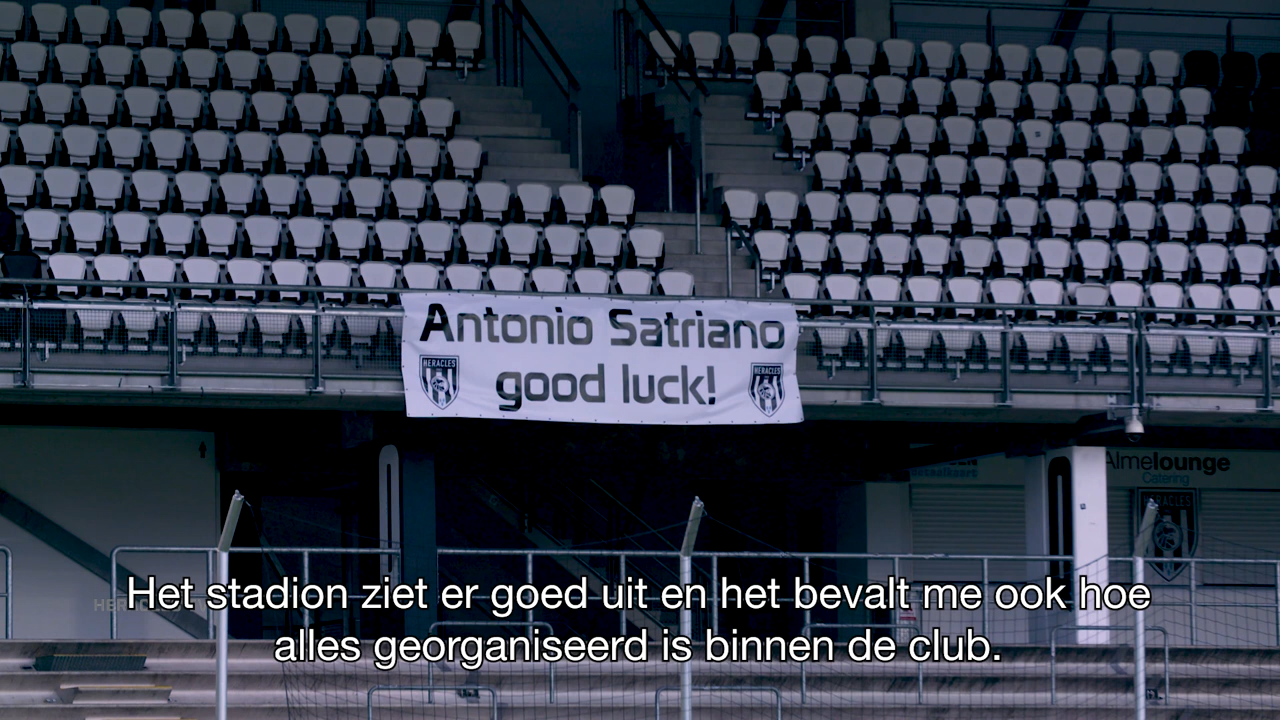 Antonio Satriano
good luck!
HERACLES
HERACLES
Almelounge
Catering
HERACLES
Het stadion ziet er goed uit en het bevalt me ook hoe
alles georganiseerd is binnen de club.